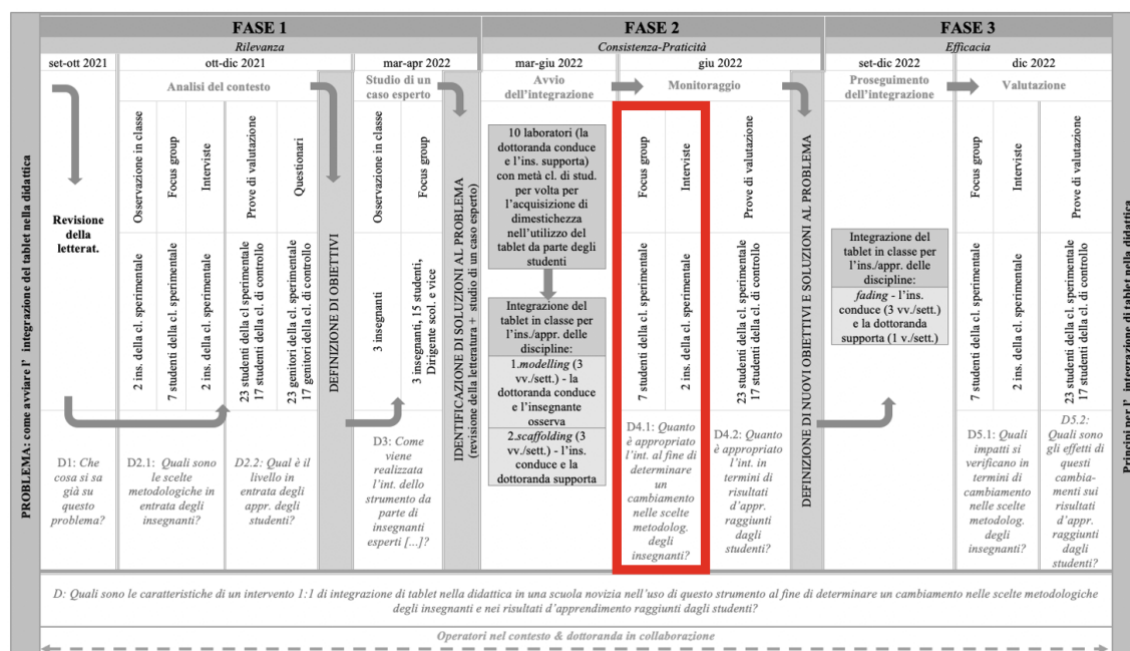 PROBLEMA: come avviare l' integrazione del tablet nella didattica
FASE 1
Rilevanza
set-ott 2021
ott-dic 2021
mar-apr 2022
Analisi del contesto
Studio di un
caso esperto
Revisione
della
letterat.
Osservazione in classe
Focus group
Interviste
Prove di valutazione
Questionari
2 ins. della cl. sperimentale
7 studenti della cl. sperimentale
2 ins. della cl. sperimentale
23 studenti della cl. sperimentale
17 studenti della cl. di controllo
23 genitori della cl. sperimentale
17 genitori della cl. di controllo
DEFINIZIONE DI OBIETTIVI
Osservazione in classe
Focus group
3 insegnanti
3 insegnanti, 15 studenti,
Dirigente scol. e vice
D1: Che
cosa si sa
già su
questo
problema?
D2.1: Quali sono
le scelte
metodologiche in
entrata degli
insegnanti?
D2.2: Qual è il
livello in
entrata degli
appr. degli
studenti?
D3: Come
viene
realizzata
l'int. dello
strumento da
parte di
insegnanti
esperti [...]?
IDENTIFICAZIONE DI SOLUZIONI AL PROBLEMA
(revisione della letteratura + studio di un caso esperto)
FASE 2
Consistenza-Praticità
mar-giu 2022
giu 2022
Avvio
dell'integrazione
Monitoraggio
10 laboratori (la
dottoranda conduce
e l'ins. supporta)
con metà cl. di stud.
per volta per
l'acquisizione di
dimestichezza
nell'utilizzo del
tablet da parte degli
studenti
Integrazione del
tablet in classe per
l'ins./appr. delle
discipline:
1.modelling (3
vv./sett.) - la
dottoranda conduce
e l'insegnante
osserva
2.scaffolding (3
vv./sett.) - l'ins.
conduce e la
dottoranda supporta
Focus group
Interviste
Prove di valutazione
7 studenti della cl. sperimentale
2 ins. della cl. sperimentale
23 studenti della cl. sperimentale
17 studenti della cl. di controllo
D4.1: Quanto
è appropriato
l'int. al fine di
determinare
un
cambiamento
nelle scelte
metodolog.
degli
insegnanti?
D4.2: Quanto
è appropriato
l'int. in
termini di
risultati
d'appr.
raggiunti
dagli
studenti?
DEFINIZIONE DI NUOVI OBIETTIVI E SOLUZIONI AL PROBLEMA
FASE 3
Efficacia
set-dic 2022
dic 2022
Proseguimento
dell'integrazione
Valutazione
Integrazione del
tablet in classe per
l'ins./appr. delle
discipline:
fading - l'ins.
conduce (3 vv./sett.)
e la dottoranda
supporta (1 v./sett.)
Focus group
Interviste
Prove di valutazione
7 studenti della cl. sperimentale
2 ins. della cl. sperimentale
23 studenti della cl. sperimentale
17 studenti della cl. di controllo
D5.1: Quali
impatti si
verificano in
termini di
cambiamento
nelle scelte
metodolog.
degli
insegnanti?
D5.2: Quali
sono gli effetti
di questi
cambia-
menti sui
risultati
d'appr.
raggiunti
dagli
studenti?
Principi per l' integrazione di tablet nella didattica
D: Quali sono le caratteristiche di un intervento 1:1 di integrazione di tablet nella didattica in una scuola novizia nell'uso di questo strumento al fine di determinare un cambiamento nelle scelte metodologiche
degli insegnanti e nei risultati d'apprendimento raggiunti dagli studenti?
Operatori nel contesto & dottoranda in collaborazione